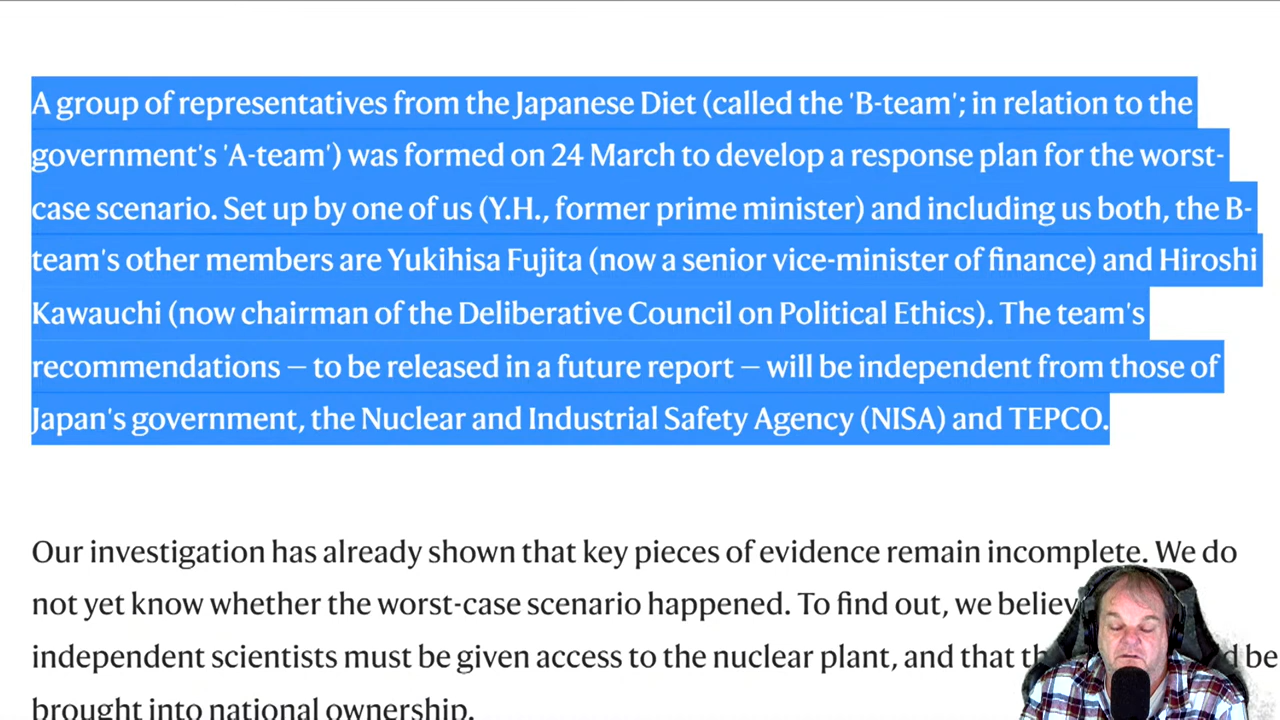 A group of representatives from the Japanese Diet (called the 'B-team'; in relation to the
government's 'A-team') was formed on 24 March to develop a response plan for the worst-
case scenario. Set up by one of us (Y.H., former prime minister) and including us both, the B-
team's other members are Yukihisa Fujita (now a senior vice-minister of finance) and Hiroshi
Kawauchi (now chairman of the Deliberative Council on Political Ethics). The team's
recommendations — to be released in a future report — will be independent from those of
Japan's government, the Nuclear and Industrial Safety Agency (NISA) and TEPCO.
Our investigation has already shown that key pieces of evidence remain incomplete. We do
not yet know whether the worst-case scenario happened. To find out, we
independent scientists must be given access to the nuclear plant, and that be
brought into national ownership.